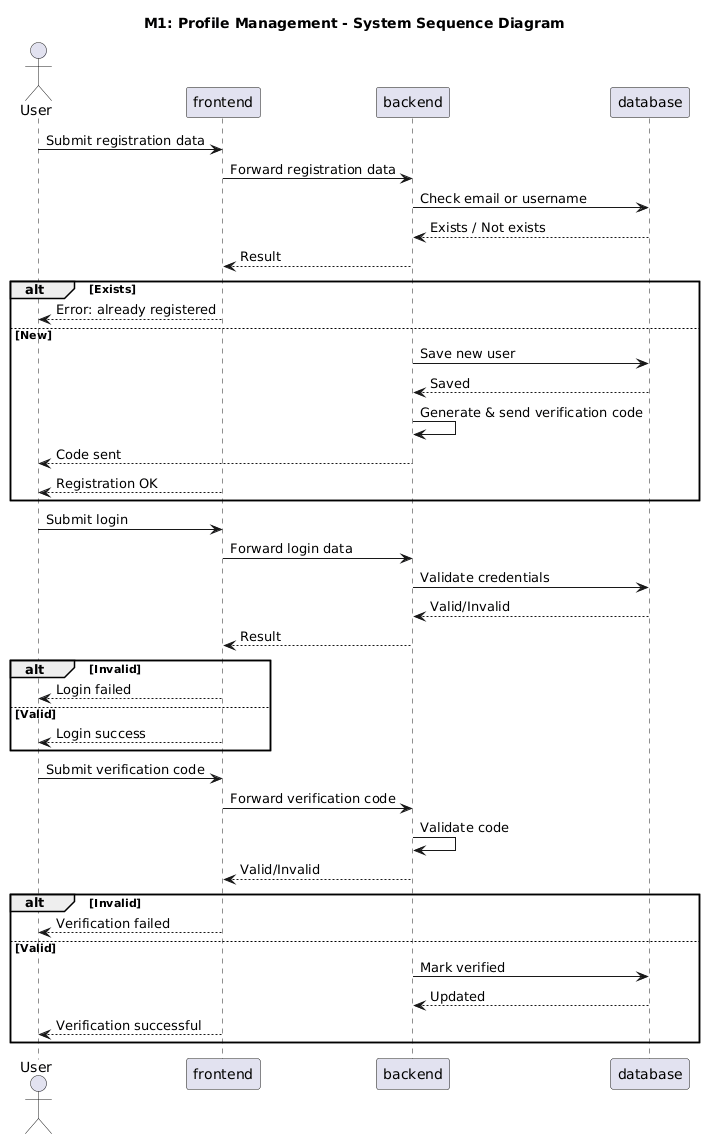 M1: Profile Management - System Sequence Diagram
User
frontend
backend
database
Submit registration data
Forward registration data
Check email or username
Exists / Not exists
Result
alt [Exists]
Error: already registered
[New]
Save new user
Saved
Generate & send verification code
Code sent
Registration OK
Submit login
Forward login data
Validate credentials
Valid/Invalid
Result
alt [Invalid]
Login failed
[Valid]
Login success
Submit verification code
Forward verification code
Validate code
Valid/Invalid
alt [Invalid]
Verification failed
[Valid]
Mark verified
Updated
Verification successful
User
frontend
backend
database